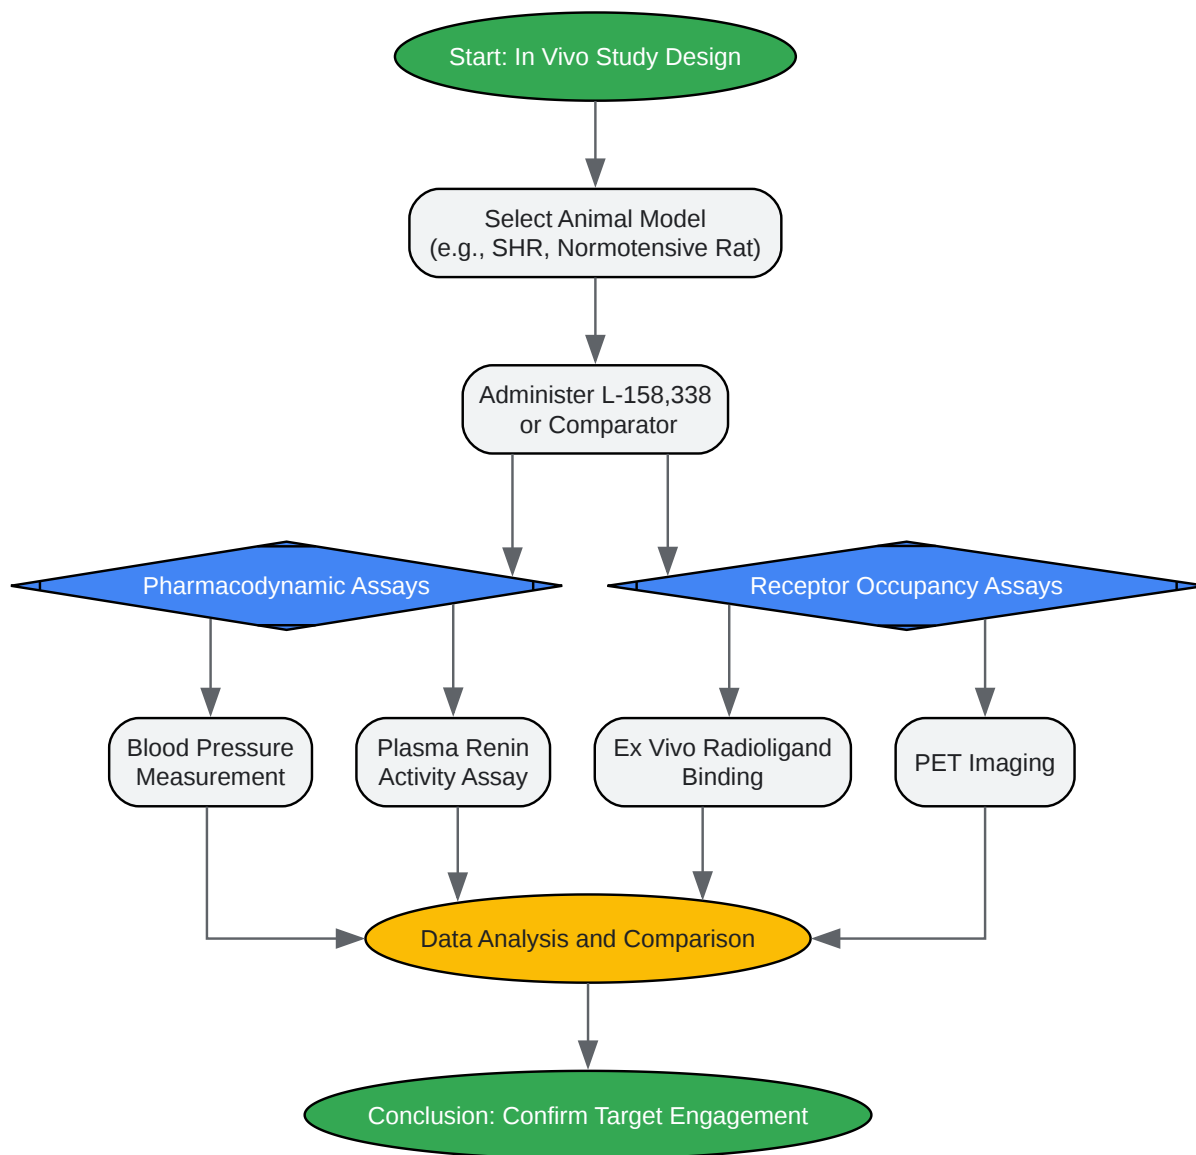 Start: In Vivo Study Design
Select Animal Model
(e.g., SHR, Normotensive Rat)
Administer L-158,338
or Comparator
Pharmacodynamic Assays
Receptor Occupancy Assays
Blood Pressure
Measurement
Plasma Renin
Activity Assay
Ex Vivo Radioligand
Binding
PET Imaging
Data Analysis and Comparison
Conclusion: Confirm Target Engagement